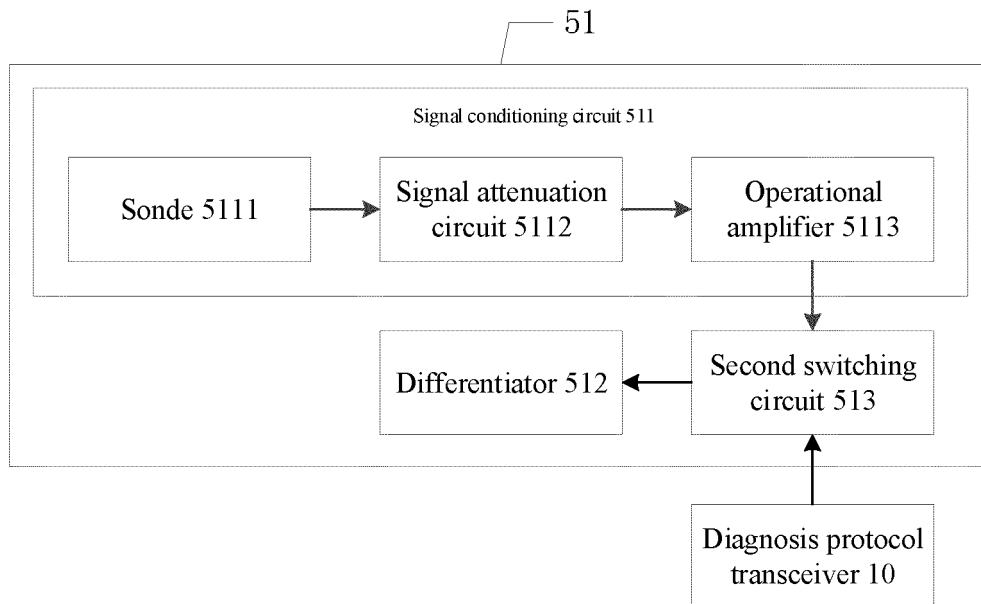 51
Signal conditioning circuit 511
Sonde 5111
Signal attenuation
circuit 5112
Operational
amplifier 5113
Differentiator 512
Second switching
circuit 513
Diagnosis protocol
transceiver 10